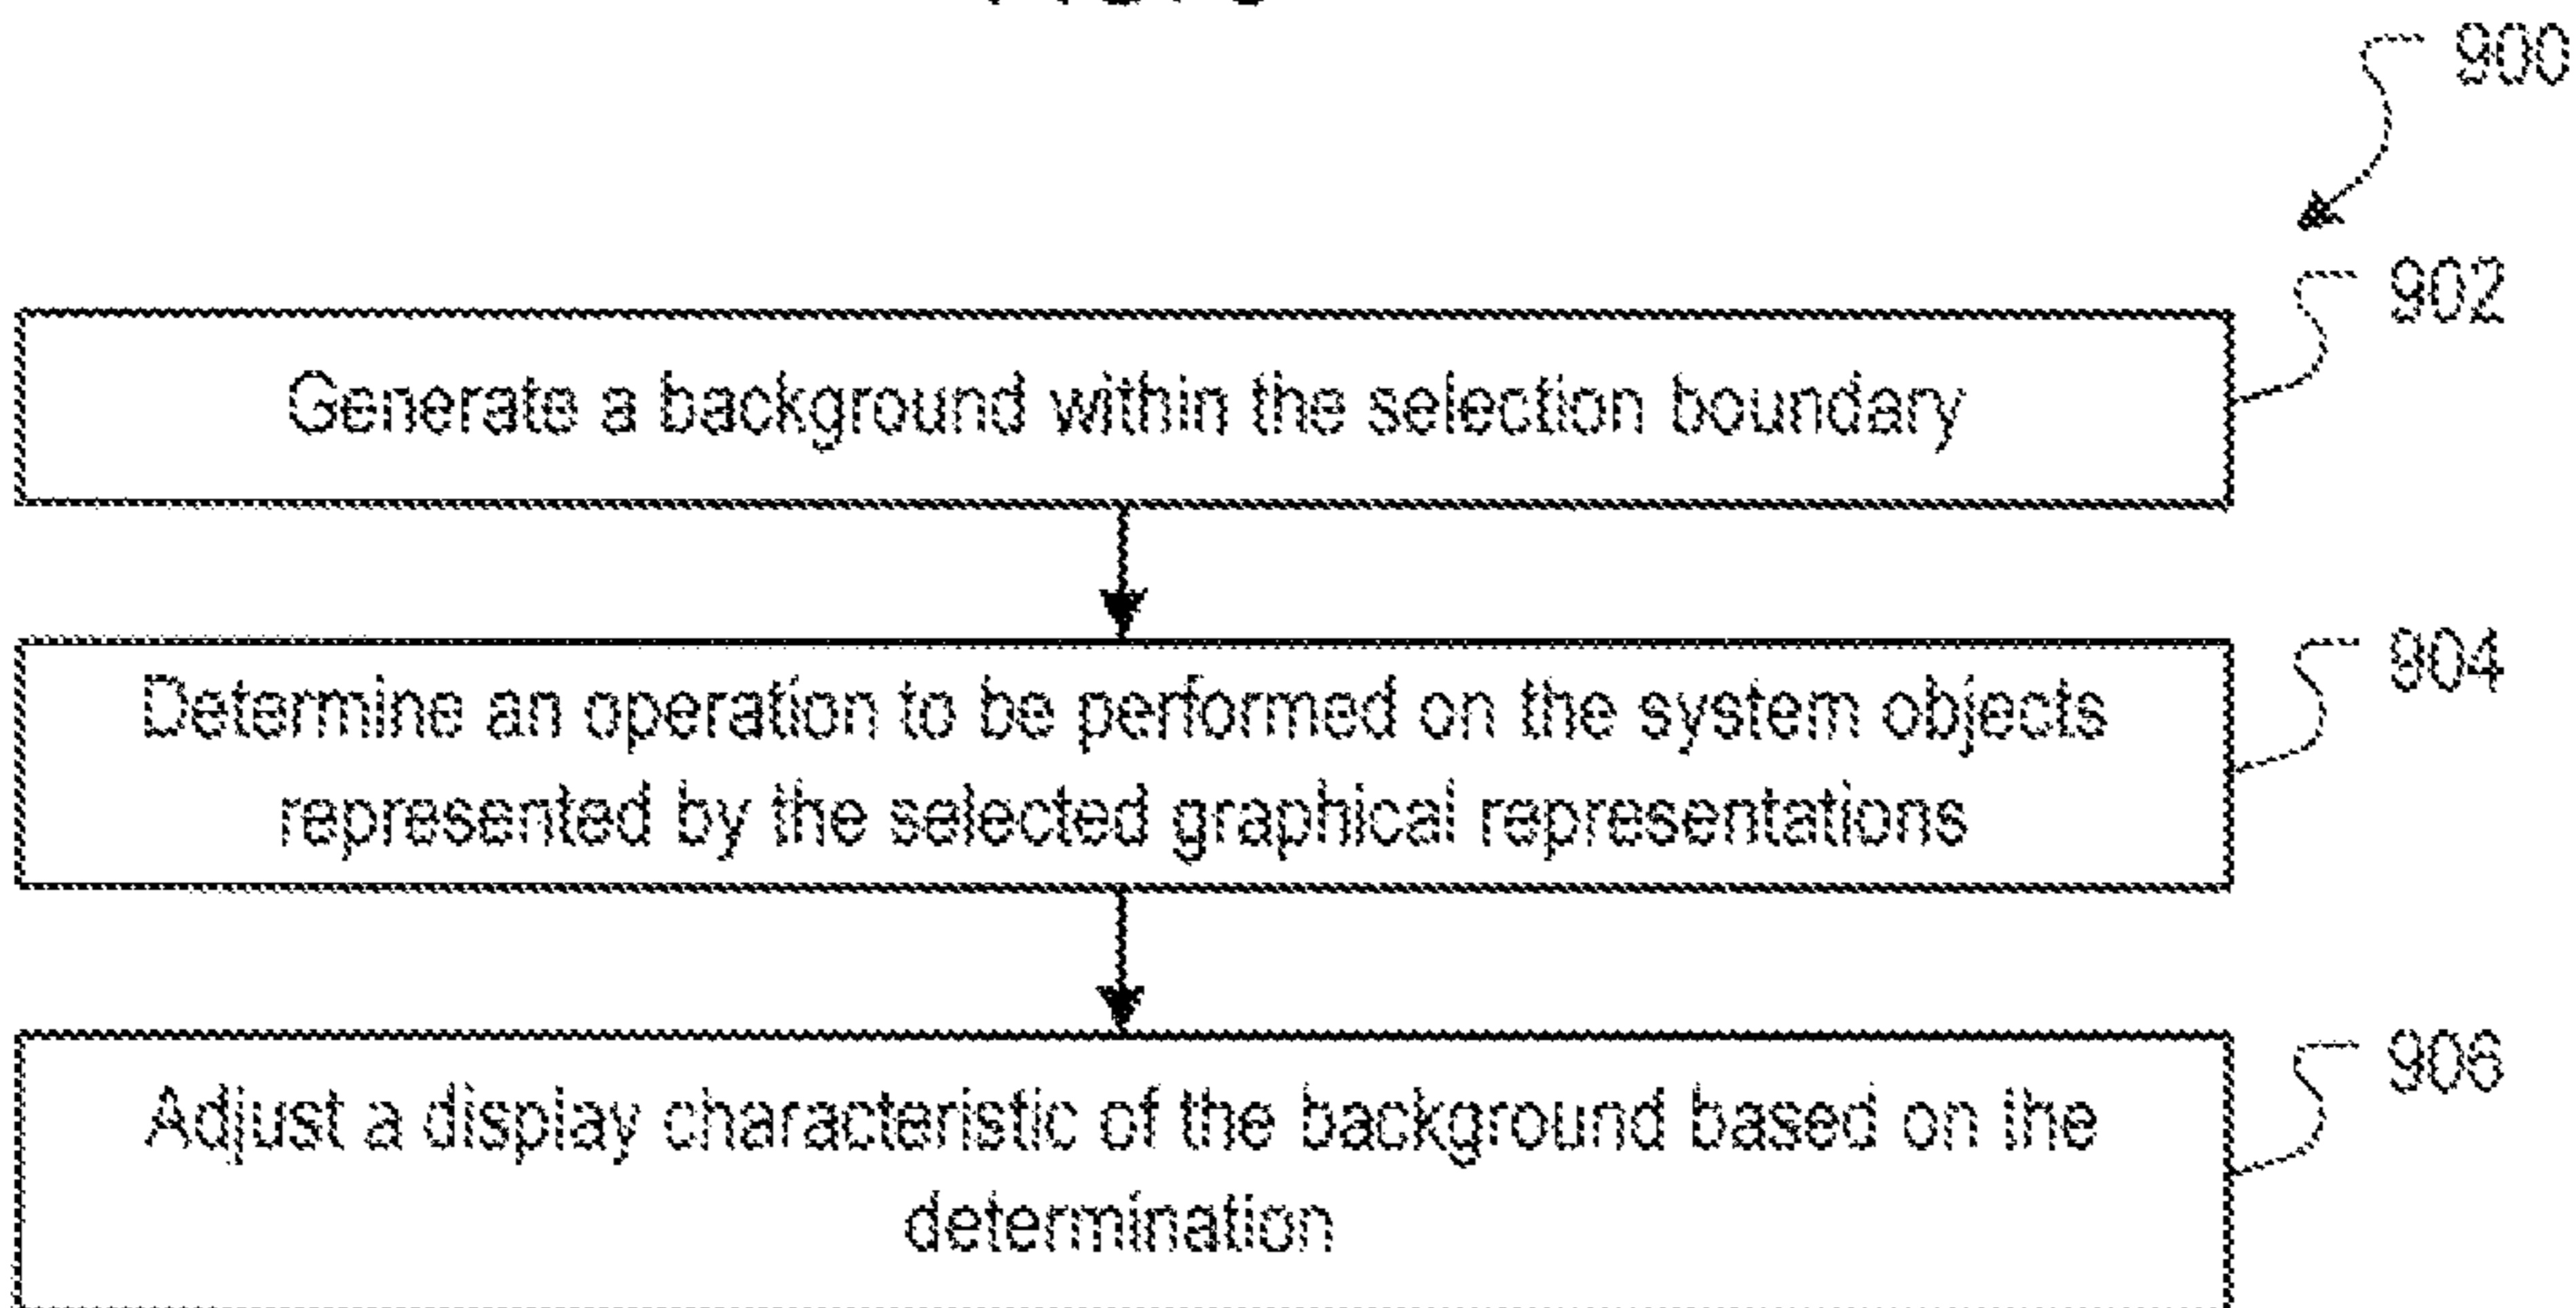 900
902
Generate a background within the selection boundary
904
Determine an operation to be performed on the system objects
represented by the selected graphical representations
906
Adjust a display characteristic of the background based on the
determination